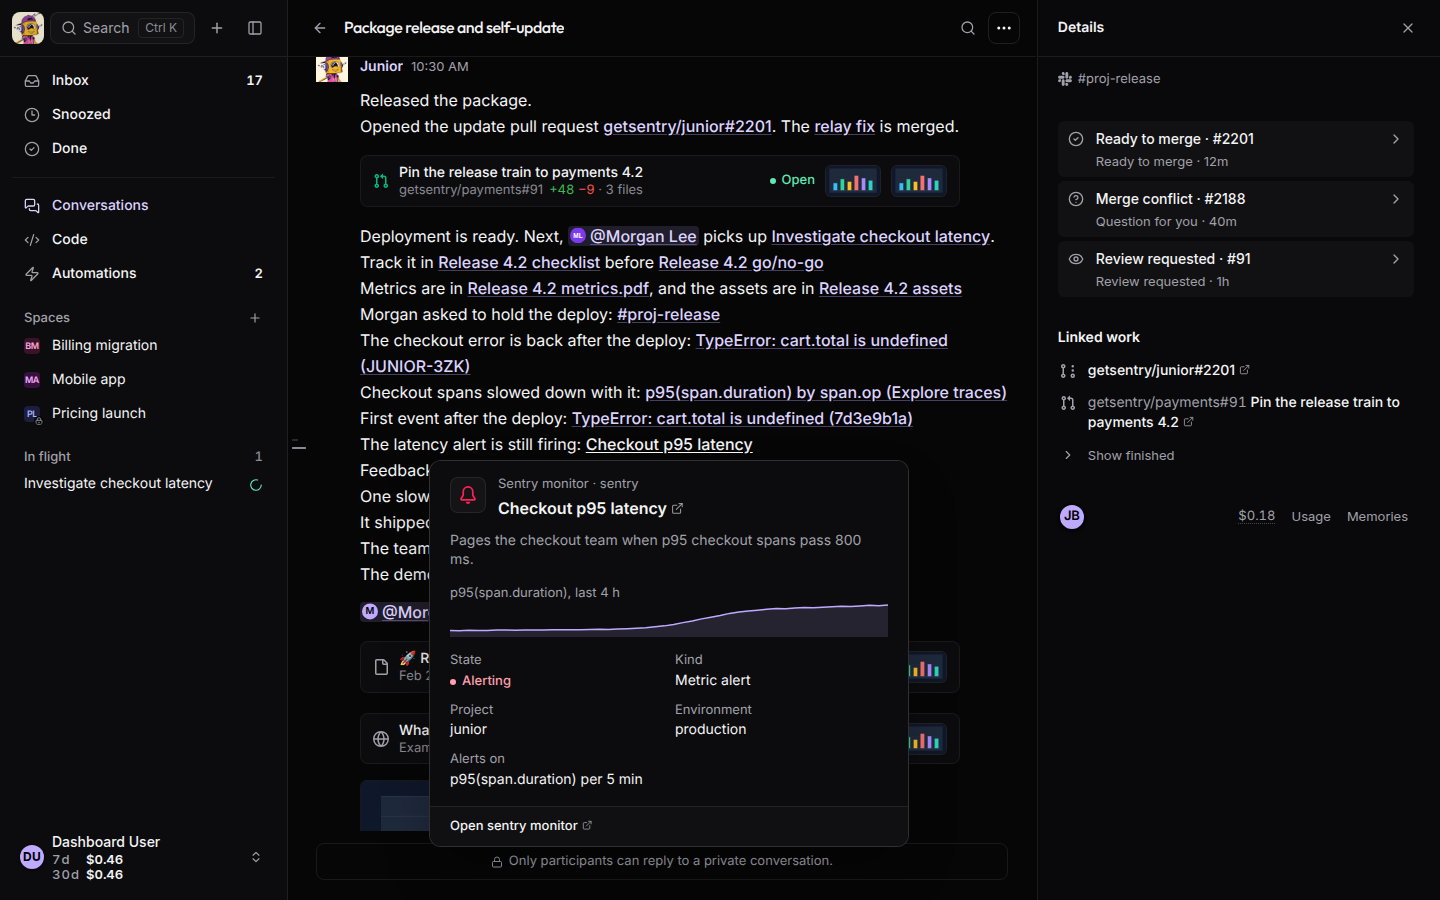 Search Ctrl K
Inbox 17
Snoozed
Done
Conversations
Code
Automations 2
Spaces
BM Billing migration
MA Mobile app
PL Pricing launch
In flight 1
Investigate checkout latency
DU Dashboard User
7d $0.46
30d $0.46
Package release and self-update
Junior 10:30 AM
Released the package.
Opened the update pull request getsentry/junior#2201. The relay fix is merged.
Pin the release train to payments 4.2
getsentry/payments#91 +48 −9 · 3 files
Open
Deployment is ready. Next, ML @Morgan Lee picks up Investigate checkout latency.
Track it in Release 4.2 checklist before Release 4.2 go/no-go
Metrics are in Release 4.2 metrics.pdf, and the assets are in Release 4.2 assets
Morgan asked to hold the deploy: #proj-release
The checkout error is back after the deploy: TypeError: cart.total is undefined
(JUNIOR-3ZK)
Checkout spans slowed down with it: p95(span.duration) by span.op (Explore traces)
First event after the deploy: TypeError: cart.total is undefined (7d3e9b1a)
The latency alert is still firing: Checkout p95 latency
Feedback
One slow
It shipped
The team
The demo
M @Mor
🚀 R
Feb 2
Wha
Exam
Sentry monitor · sentry
Checkout p95 latency
Pages the checkout team when p95 checkout spans pass 800
ms.
p95(span.duration), last 4 h
State
Alerting
Kind
Metric alert
Project
junior
Environment
production
Alerts on
p95(span.duration) per 5 min
Open sentry monitor
Only participants can reply to a private conversation.
Details
#proj-release
Ready to merge · #2201
Ready to merge · 12m
Merge conflict · #2188
Question for you · 40m
Review requested · #91
Review requested · 1h
Linked work
getsentry/junior#2201
getsentry/payments#91 Pin the release train to
payments 4.2
Show finished
JB $0.18 Usage Memories